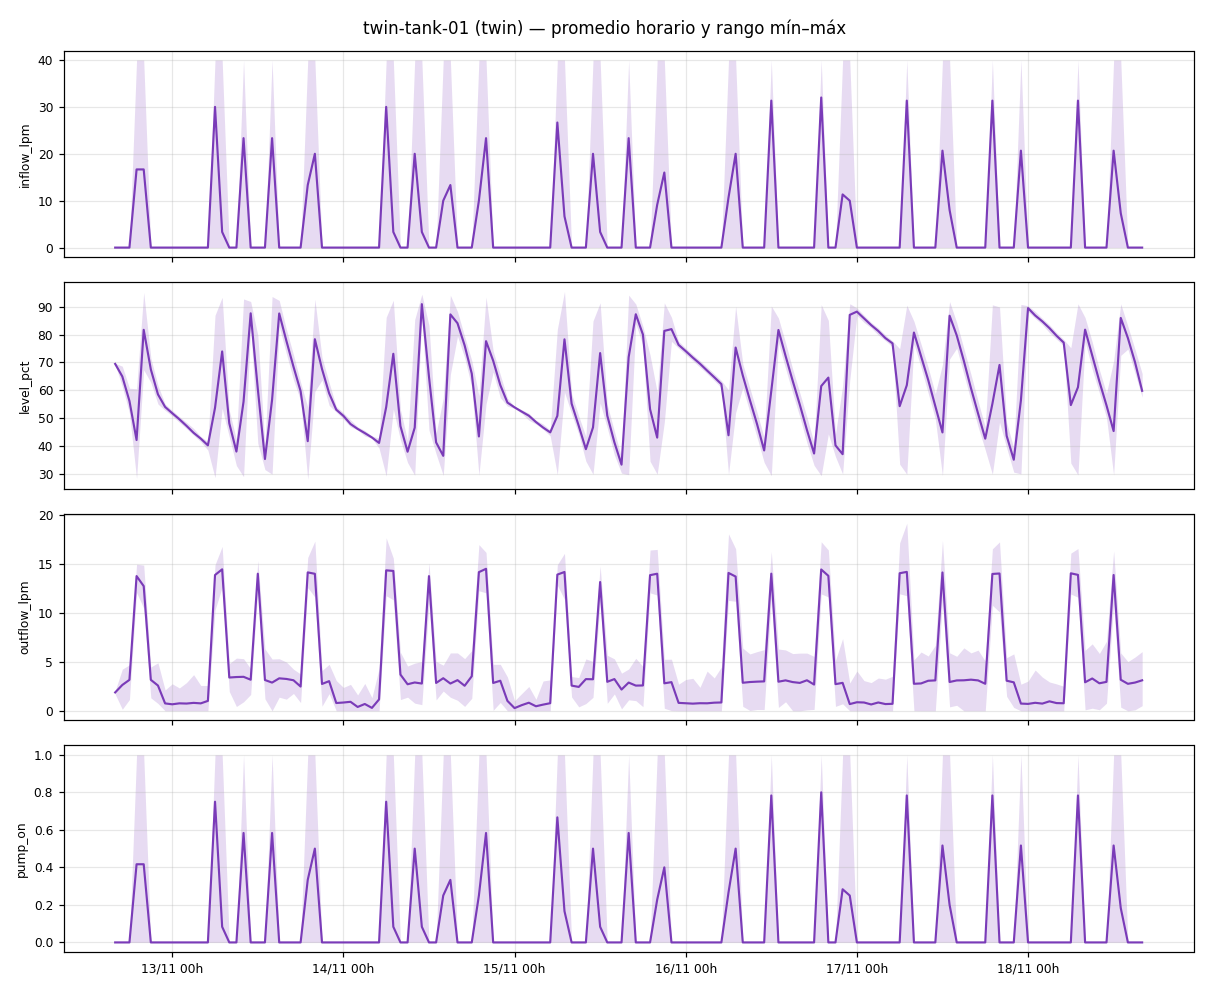 twin-tank-01 (twin) — promedio horario y rango mín–máx
40
30
20
10
0
inflow_lpm
90
80
70
60
50
40
30
level_pct
20
15
10
5
0
outflow_lpm
1.0
0.8
0.6
0.4
0.2
0.0
pump_on
13/11 00h
14/11 00h
15/11 00h
16/11 00h
17/11 00h
18/11 00h